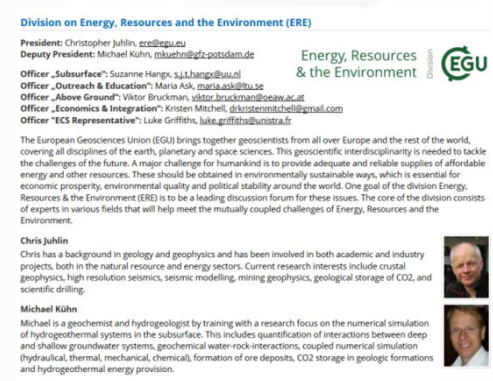 Division on Energy, Resources and the Environment (ERE)
President: Christopher Juhlin, ere@egu.eu
Deputy President: Michael Kühn, mkuehn@gfz-potsdam.de
Energy, Resources
& the Environment
Division
EGU
Officer „Subsurface": Suzanne Hangx, s.j.t.hangx@uu.nl
Officer „Outreach & Education": Maria Ask, maria.ask@ltu.se
Officer „Above Ground": Viktor Bruckman, viktor.bruckman@oeaw.ac.at
Officer „Economics & Integration": Kristen Mitchell, drkristenmitchell@gmail.com
Officer "ECS Representative": Luke Griffiths, luke.griffiths@unistra.fr
The European Geosciences Union (EGU) brings together geoscientists from all over Europe and the rest of the world,
covering all disciplines of the earth, planetary and space sciences. This geoscientific interdisciplinarity is needed to tackle
the challenges of the future. A major challenge for humankind is to provide adequate and reliable supplies of affordable
energy and other resources. These should be obtained in environmentally sustainable ways, which is essential for
economic prosperity, environmental quality and political stability around the world. One goal of the division Energy,
Resources & the Environment (ERE) is to be a leading discussion forum for these issues. The core of the division consists
of experts in various fields that will help meet the mutually coupled challenges of Energy, Resources and the
Environment.
Chris Juhlin
Chris has a background in geology and geophysics and has been involved in both academic and industry
projects, both in the natural resource and energy sectors. Current research interests include crustal
geophysics, high resolution seismics, seismic modelling, mining geophysics, geological storage of CO2, and
scientific drilling.
Michael Kühn
Michael is a geochemist and hydrogeologist by training with a research focus on the numerical simulation
of hydrogeothermal systems in the subsurface. This includes quantification of interactions between deep
and shallow groundwater systems, geochemical water-rock-interactions, coupled numerical simulation
(hydraulical, thermal, mechanical, chemical), formation of ore deposits, CO2 storage in geologic formations
and hydrogeothermal energy provision.